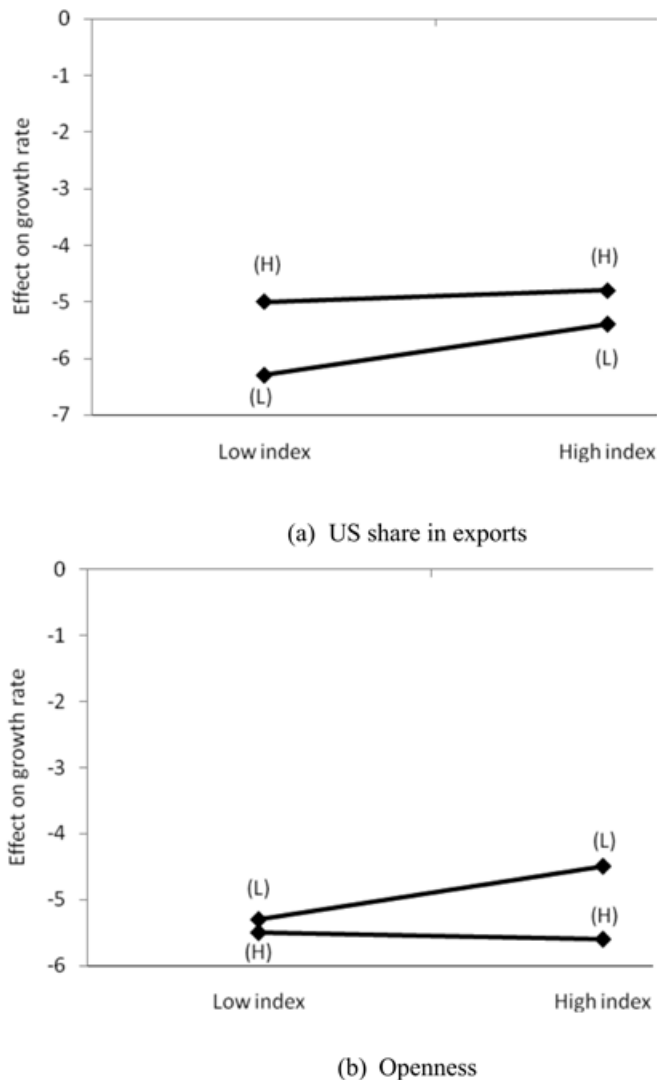 0
-1
-2
-3
-4
-5
-6
-7
Effect on growth rate
(H)
(H)
(L)
(L)
Low index
High index
(a) US share in exports
0
-1
-2
-3
-4
-5
-6
Effect on growth rate
(L)
(L)
(H)
(H)
Low index
High index
(b) Openness